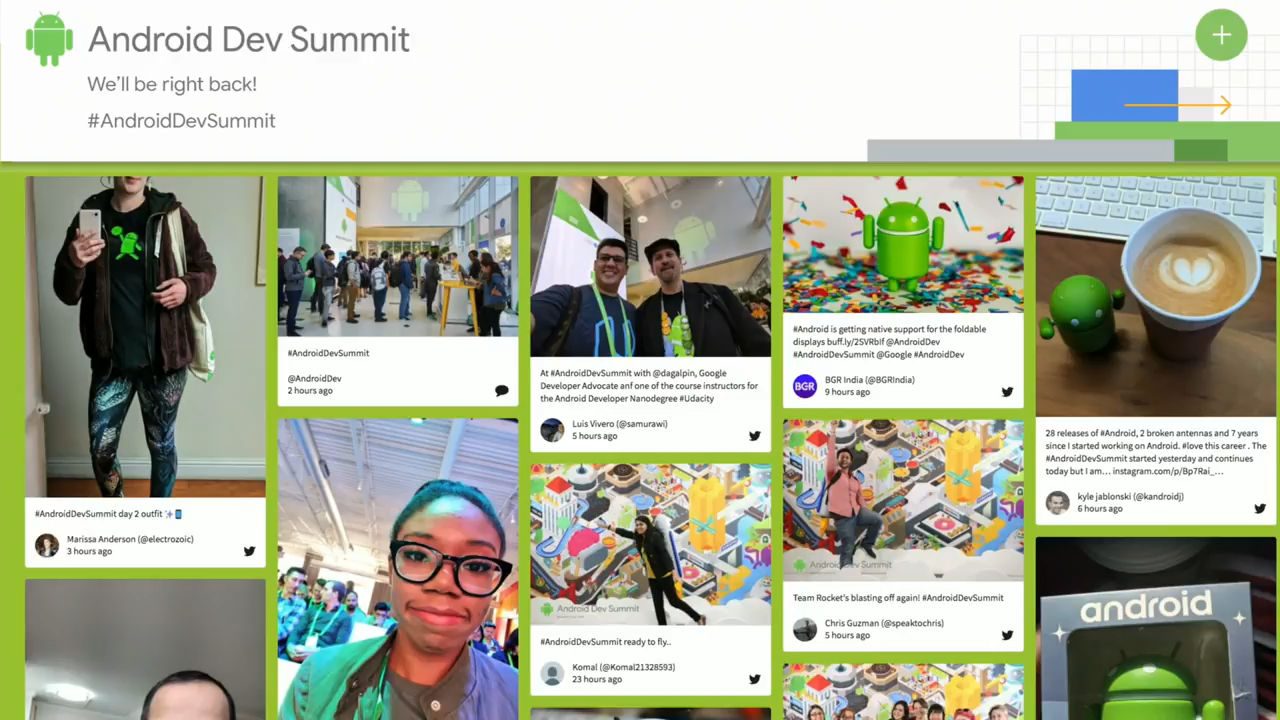 Android Dev Summit
We'll be right back!
#AndroidDevSummit
#AndroidDevSummit day 2 outfit ✨📱
Marissa Anderson (@electrozoic)
3 hours ago
#AndroidDevSummit
@AndroidDev
2 hours ago
At #AndroidDevSummit with @dagalpin, Google
Developer Advocate anf one of the course instructors for
the Android Developer Nanodegree #Udacity
Luis Vivero (@samurawi)
5 hours ago
Android Dev Summit
#AndroidDevSummit ready to fly..
Komal (@Komal21328593)
23 hours ago
#Android is getting native support for the foldable
displays buff.ly/2SVRbIf @AndroidDev
#AndroidDevSummit @Google #AndroidDev
BGR
BGR India (@BGRIndia)
9 hours ago
Android Dev Summit
Team Rocket's blasting off again! #AndroidDevSummit
Chris Guzman (@speaktochris)
5 hours ago
28 releases of #Android, 2 broken antennas and 7 years
since I started working on Android. #love this career . The
#AndroidDevSummit started yesterday and continues
today but I am... instagram.com/p/Bp7Rai_...
kyle jablonski (@kandroidj)
6 hours ago
android